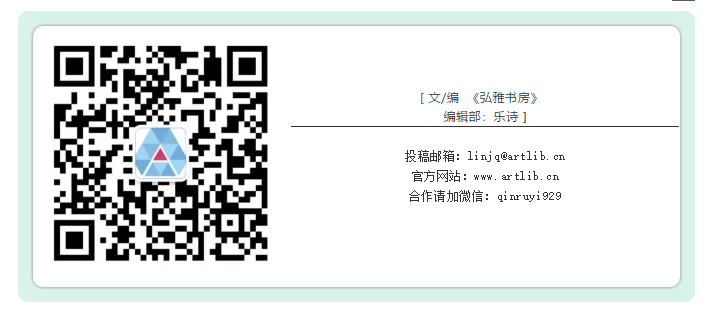 [ 文/编 《弘雅书房》
编辑部：乐诗 ]
投稿邮箱：linjq@artlib.cn
官方网站：www.artlib.cn
合作请加微信：qinruyi929